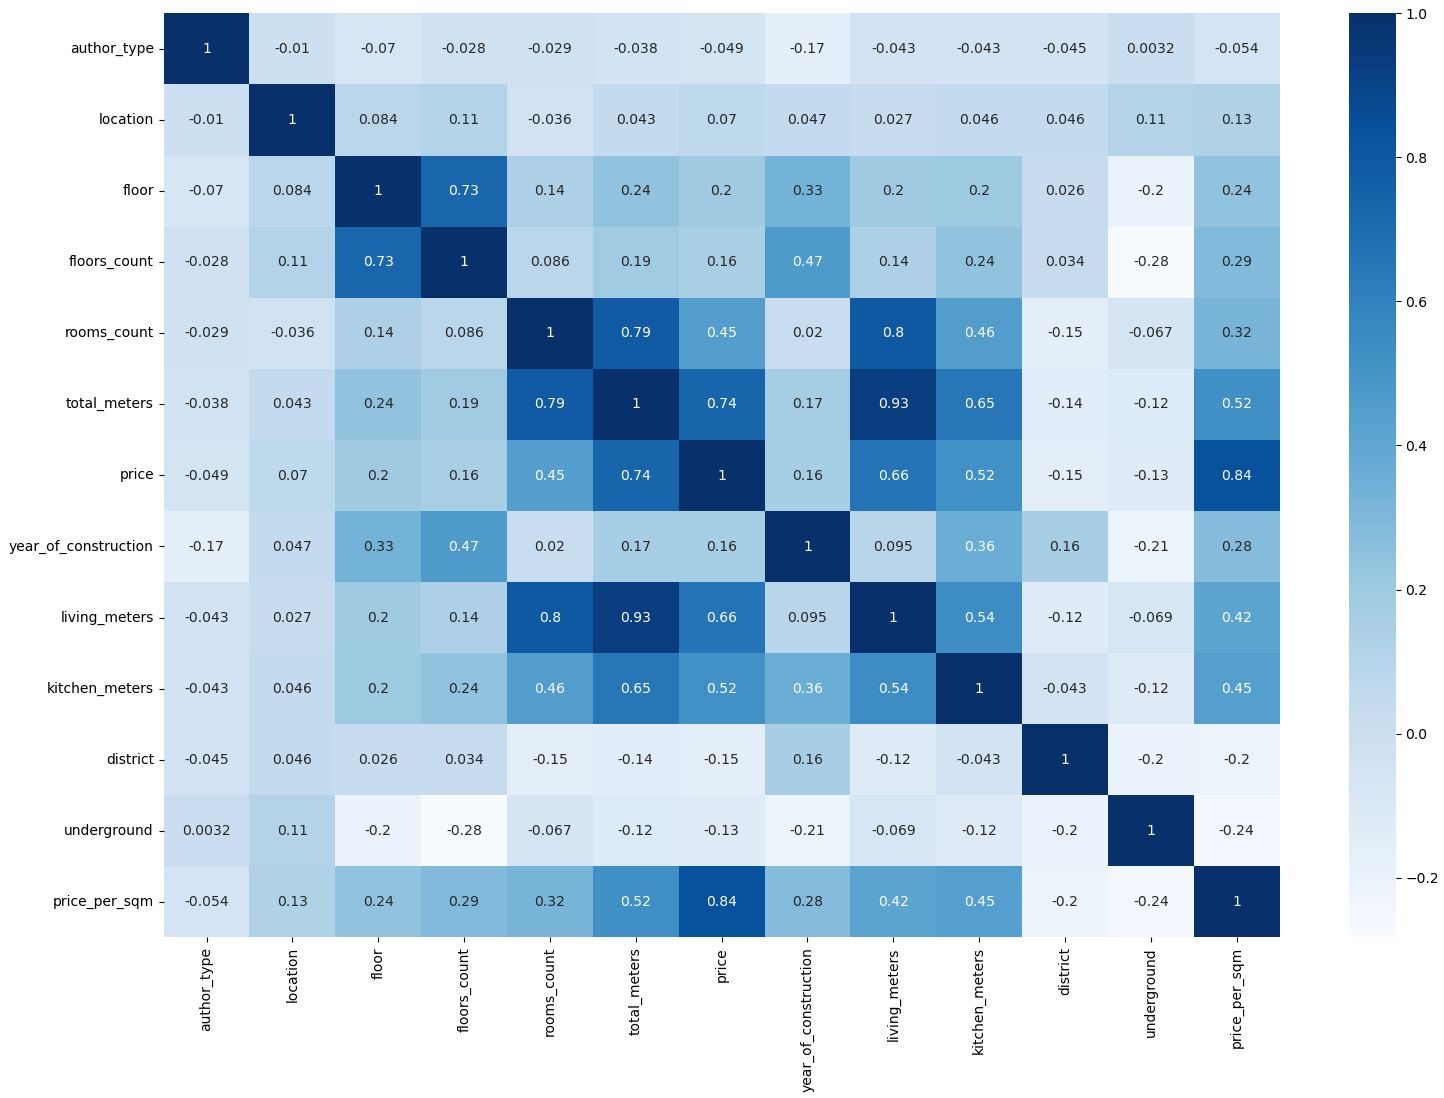 author_type 1 -0.01 -0.07 -0.028 -0.029 -0.038 -0.049 -0.17 -0.043 -0.043 -0.045 0.0032 -0.054
location -0.01 1 0.084 0.11 -0.036 0.043 0.07 0.047 0.027 0.046 0.046 0.11 0.13
floor -0.07 0.084 1 0.73 0.14 0.24 0.2 0.33 0.2 0.2 0.026 -0.2 0.24
floors_count -0.028 0.11 0.73 1 0.086 0.19 0.16 0.47 0.14 0.24 0.034 -0.28 0.29
rooms_count -0.029 -0.036 0.14 0.086 1 0.79 0.45 0.02 0.8 0.46 -0.15 -0.067 0.32
total_meters -0.038 0.043 0.24 0.19 0.79 1 0.74 0.17 0.93 0.65 -0.14 -0.12 0.52
price -0.049 0.07 0.2 0.16 0.45 0.74 1 0.16 0.66 0.52 -0.15 -0.13 0.84
year_of_construction -0.17 0.047 0.33 0.47 0.02 0.17 0.16 1 0.095 0.36 0.16 -0.21 0.28
living_meters -0.043 0.027 0.2 0.14 0.8 0.93 0.66 0.095 1 0.54 -0.12 -0.069 0.42
kitchen_meters -0.043 0.046 0.2 0.24 0.46 0.65 0.52 0.36 0.54 1 -0.043 -0.12 0.45
district -0.045 0.046 0.026 0.034 -0.15 -0.14 -0.15 0.16 -0.12 -0.043 1 -0.2 -0.2
underground 0.0032 0.11 -0.2 -0.28 -0.067 -0.12 -0.13 -0.21 -0.069 -0.12 -0.2 1 -0.24
price_per_sqm -0.054 0.13 0.24 0.29 0.32 0.52 0.84 0.28 0.42 0.45 -0.2 -0.24 1
author_type
location
floor
floors_count
rooms_count
total_meters
price
year_of_construction
living_meters
kitchen_meters
district
underground
price_per_sqm
1.0
0.8
0.6
0.4
0.2
0.0
−0.2